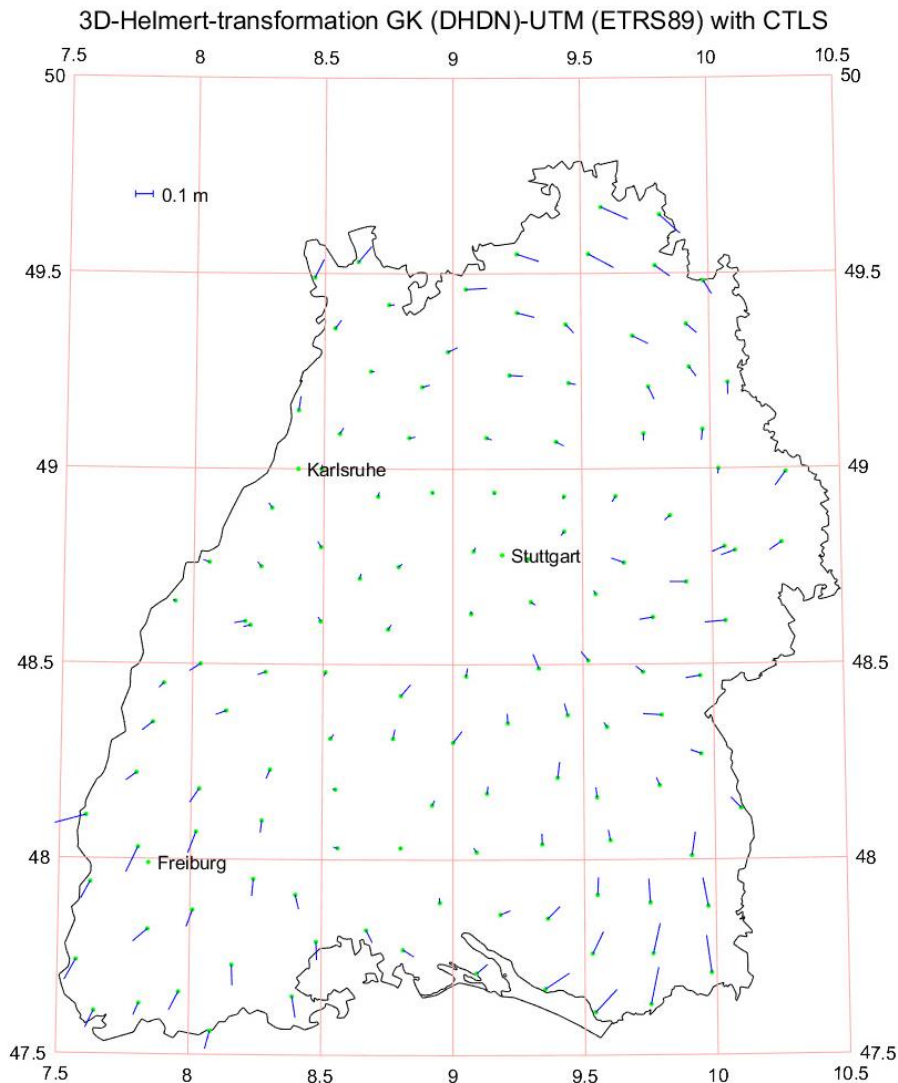 3D-Helmert-transformation GK (DHDN)-UTM (ETRS89) with CTLS
7.5 8 8.5 9 9.5 10 10.5
50 50
0.1 m
49.5 49.5
49 Karlsruhe 49
Stuttgart
48.5 48.5
48 Freiburg 48
47.5 47.5
7.5 8 8.5 9 9.5 10 10.5